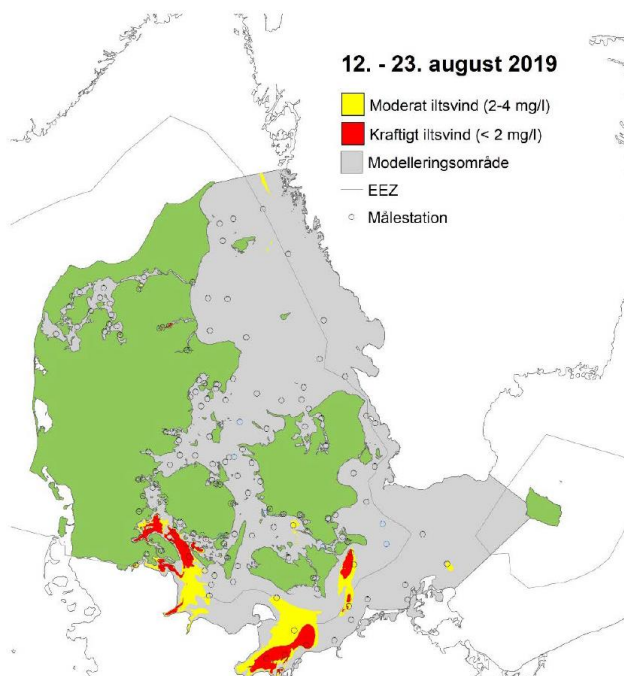 12. - 23. august 2019
Moderat iltsvind (2-4 mg/l)
Kraftigt iltsvind (< 2 mg/l)
Modelleringsområde
EEZ
Målestation